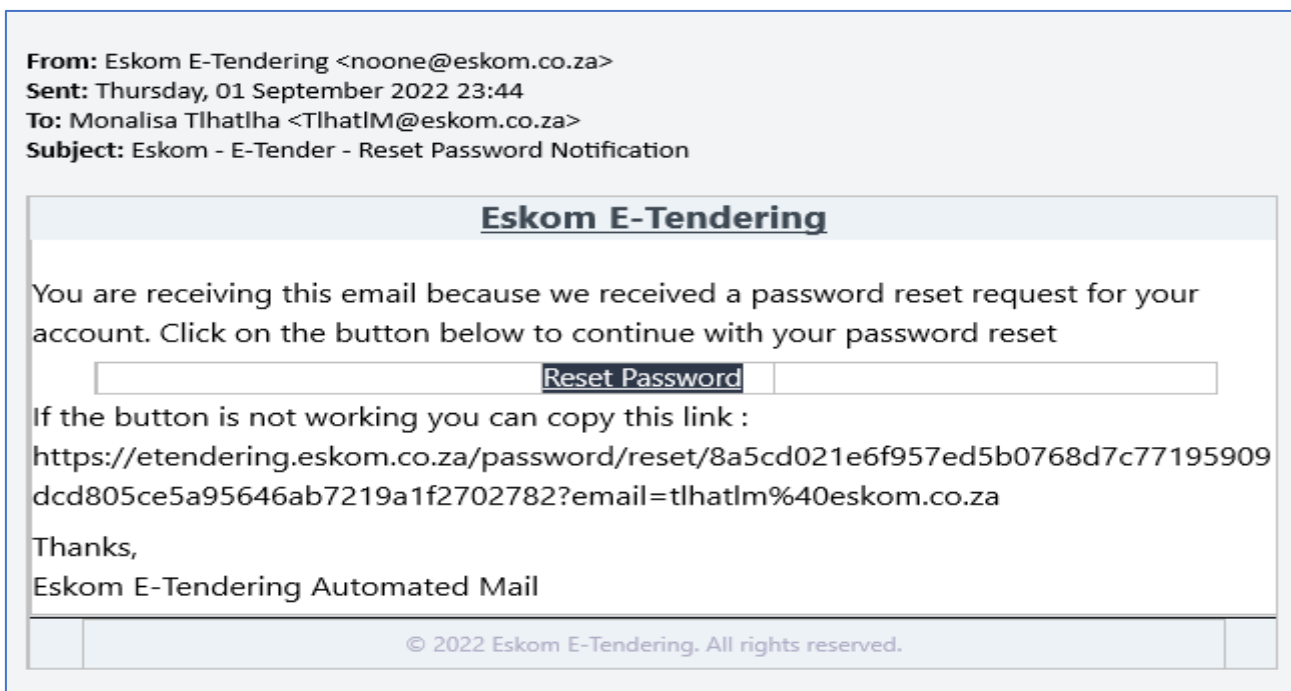 From: Eskom E-Tendering <noone@eskom.co.za>
Sent: Thursday, 01 September 2022 23:44
To: Monalisa Tlhatlha <TlhatlM@eskom.co.za>
Subject: Eskom - E-Tender - Reset Password Notification
Eskom E-Tendering
You are receiving this email because we received a password reset request for your
account. Click on the button below to continue with your password reset
Reset Password
If the button is not working you can copy this link :
https://etendering.eskom.co.za/password/reset/8a5cd021e6f957ed5b0768d7c77195909
dcd805ce5a95646ab7219a1f2702782?email=tlhatlm%40eskom.co.za
Thanks,
Eskom E-Tendering Automated Mail
© 2022 Eskom E-Tendering. All rights reserved.